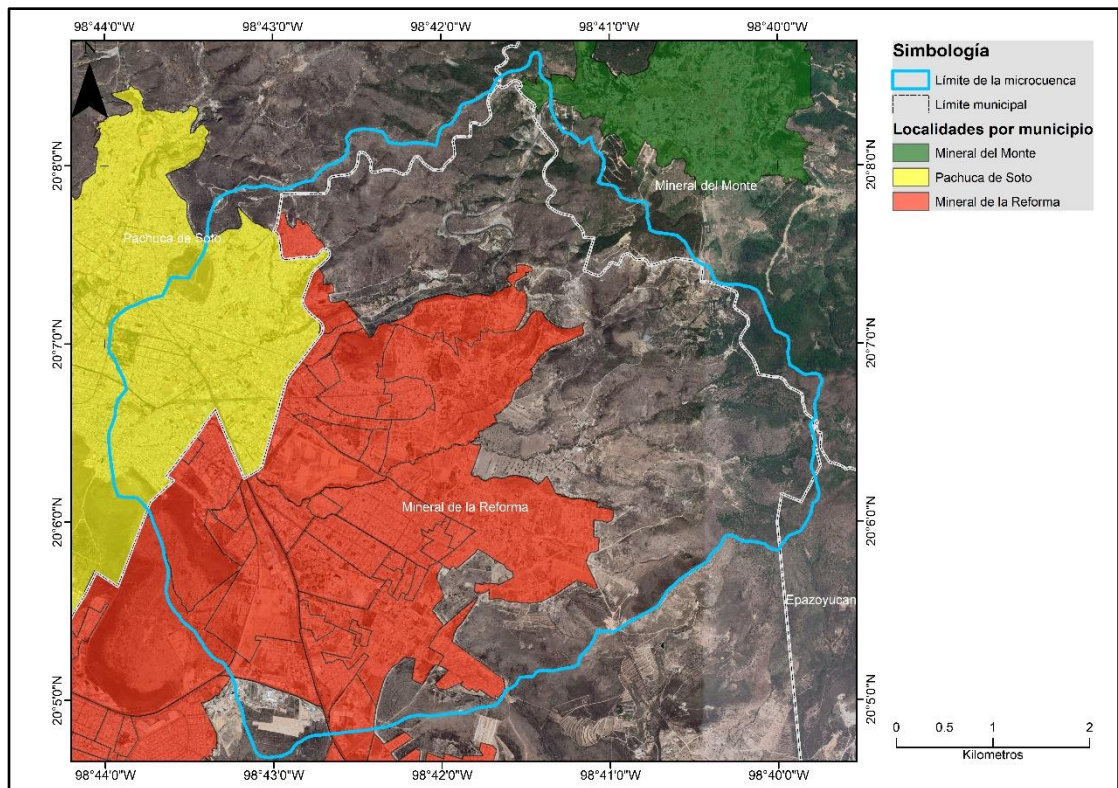 98°44'0"W 98°43'0"W 98°42'0"W 98°41'0"W 98°40'0"W
N
20°8'0"N 20°8'0"N
20°7'0"N 20°7'0"N
20°6'0"N 20°6'0"N
20°5'0"N 20°5'0"N
Mineral del Monte
Pachuca de Soto
Mineral de la Reforma
Epazoyucan
98°44'0"W 98°43'0"W 98°42'0"W 98°41'0"W 98°40'0"W
Simbología
Límite de la microcuenca
Límite municipal
Localidades por municipio
Mineral del Monte
Pachuca de Soto
Mineral de la Reforma
0 1 2
Kilometros